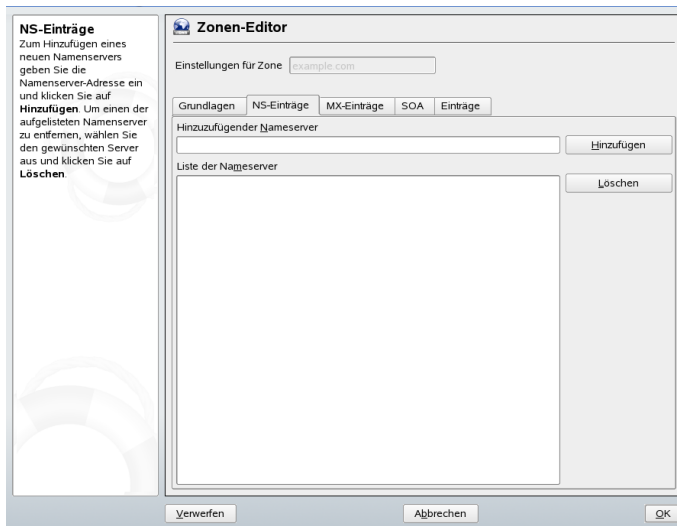 NS-Einträge
Zum Hinzufügen eines
neuen Namenservers
geben Sie die
Namenserver-Adresse ein
und klicken Sie auf
Hinzufügen. Um einen der
aufgelisteten Namenserver
zu entfernen, wählen Sie
den gewünschten Server
aus und klicken Sie auf
Löschen.
Zonen-Editor
Einstellungen für Zone example.com
Grundlagen NS-Einträge MX-Einträge SOA Einträge
Hinzuzufügender Nameserver
Hinzufügen
Liste der Nameserver
Löschen
Verwerfen Abbrechen OK